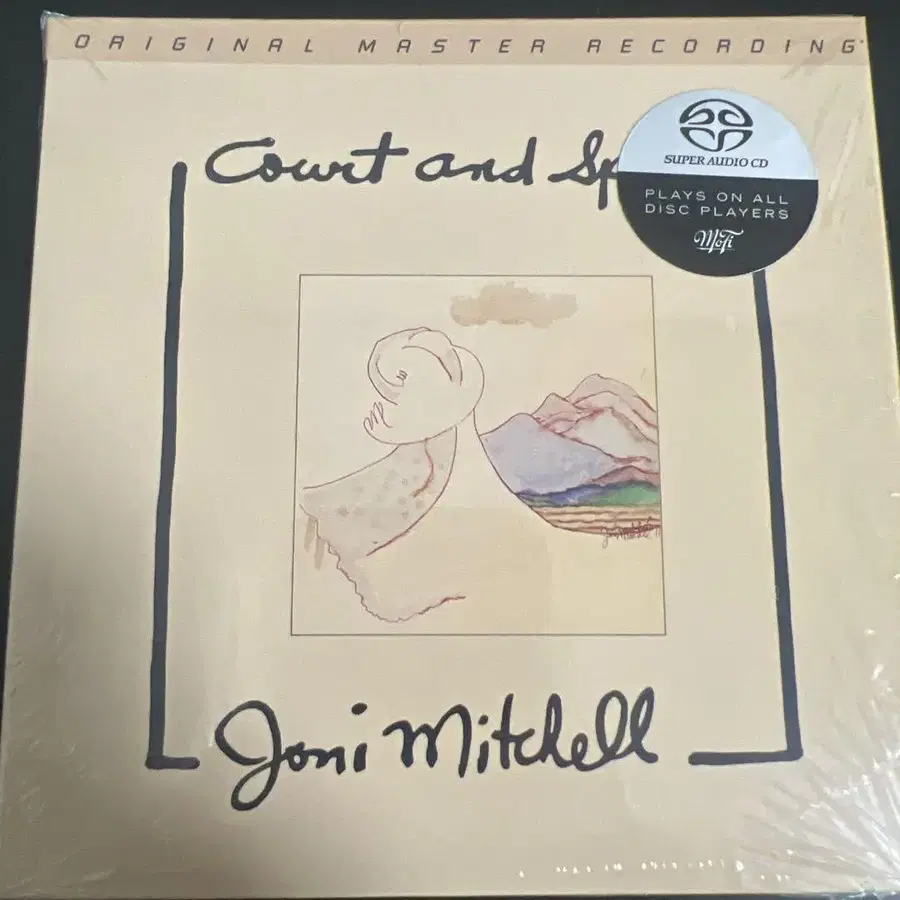 ORIGINAL MASTER RECORDING
Court and Sp
SUPER AUDIO CD
PLAYS ON ALL
DISC PLAYERS
MoFi
Joni Mitchell